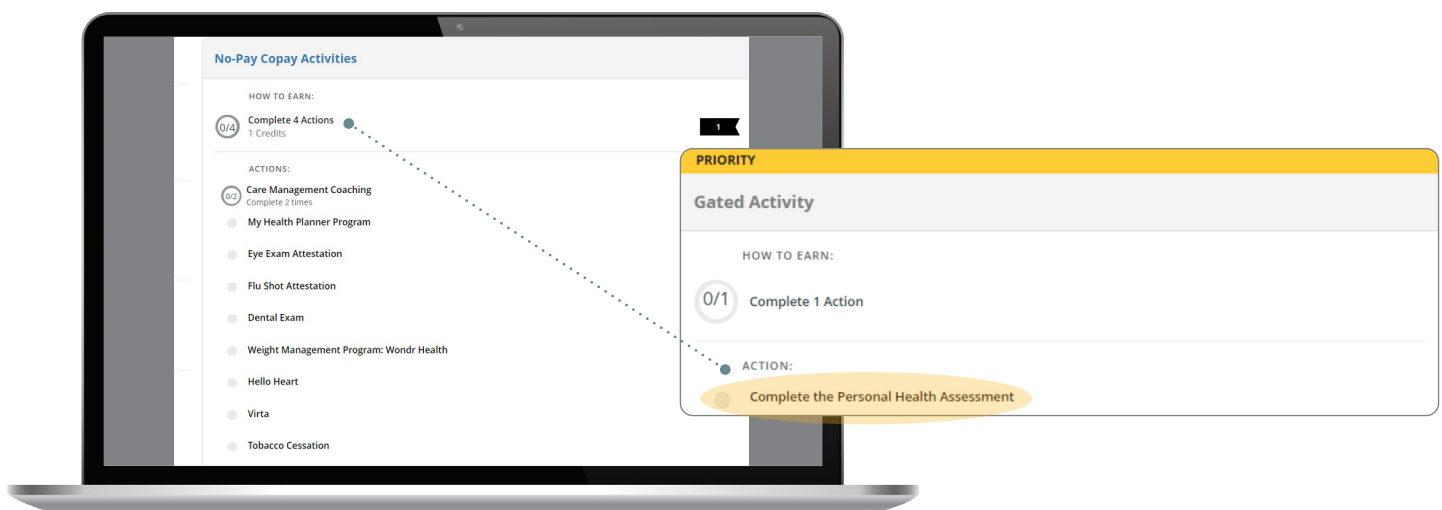 No-Pay Copay Activities
HOW TO EARN:
0/4
Complete 4 Actions
1 Credits
1
ACTIONS:
0/2
Care Management Coaching
Complete 2 times
My Health Planner Program
Eye Exam Attestation
Flu Shot Attestation
Dental Exam
Weight Management Program: Wondr Health
Hello Heart
Virta
Tobacco Cessation
PRIORITY
Gated Activity
HOW TO EARN:
0/1
Complete 1 Action
ACTION:
Complete the Personal Health Assessment